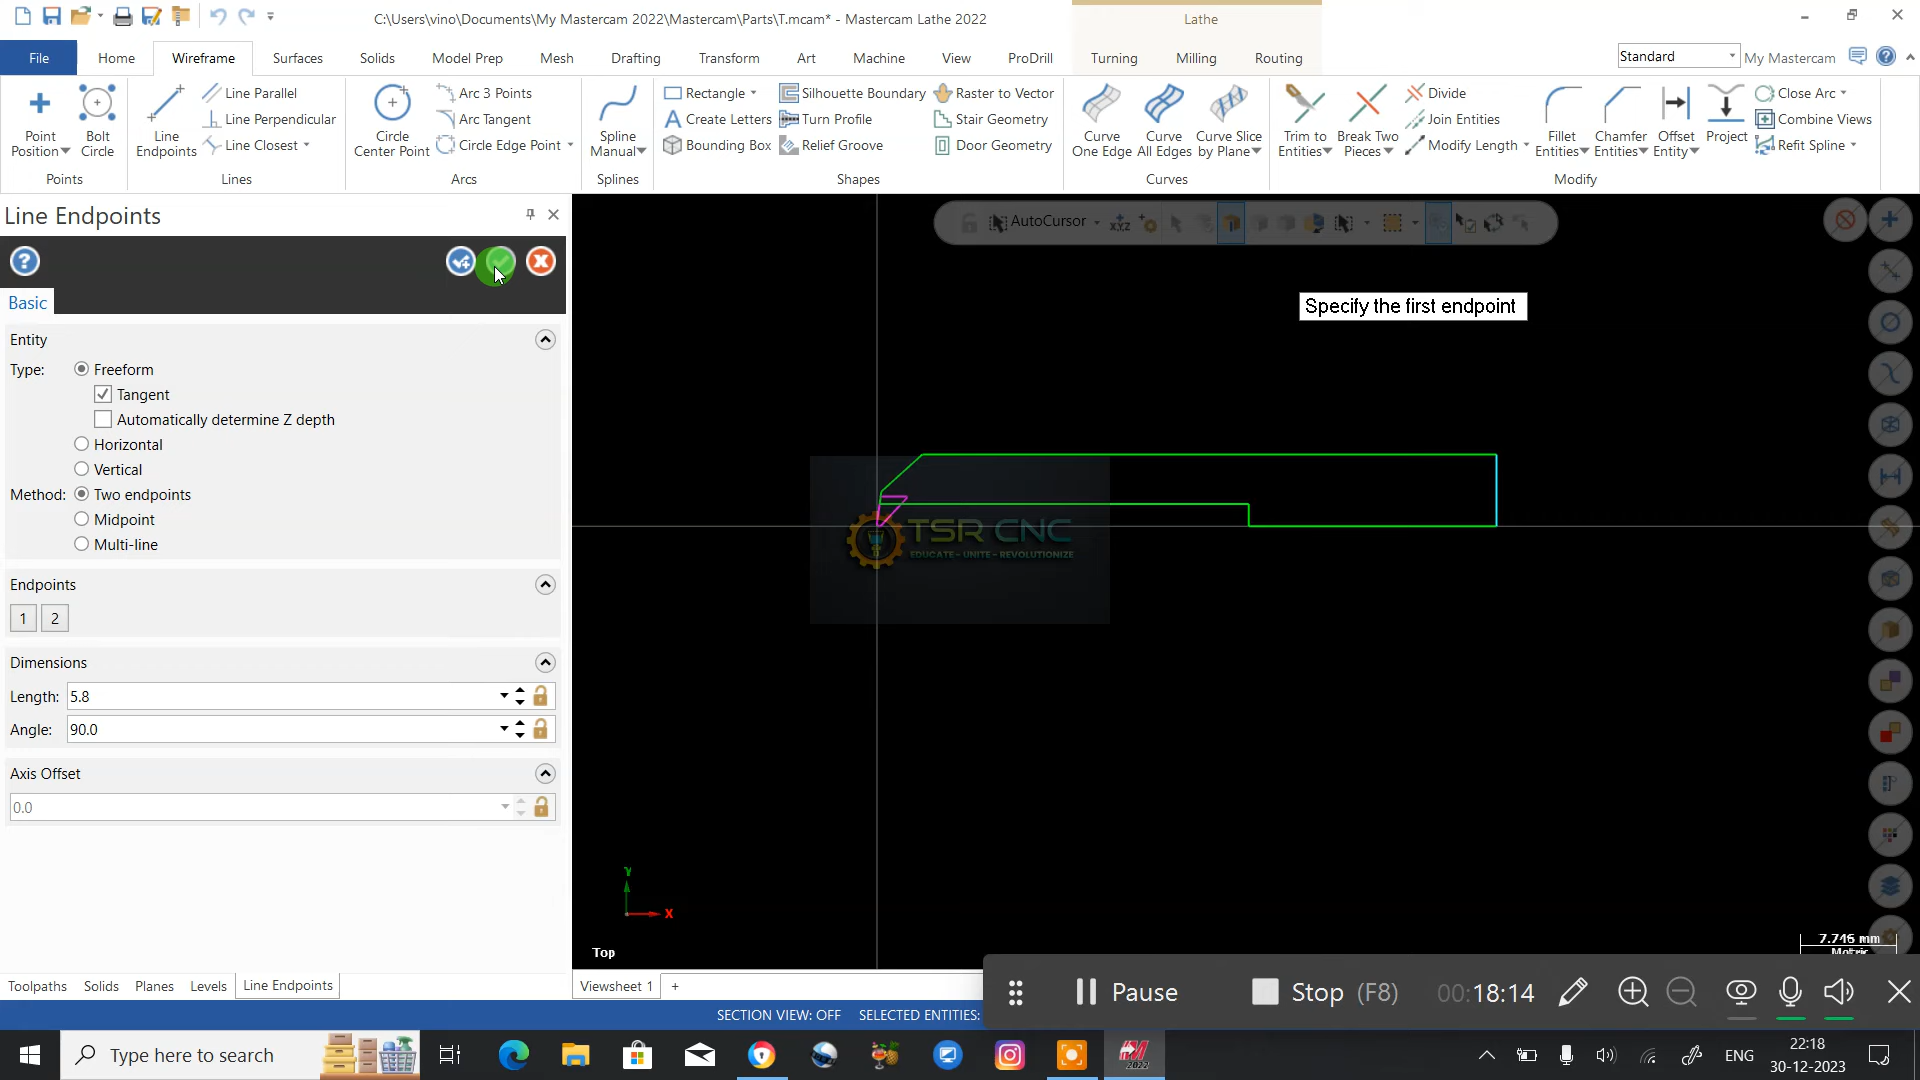 C:\Users\vino\Documents\My Mastercam 2022\Mastercam\Parts\T.mcam* - Mastercam Lathe 2022
Lathe
File
Home
Wireframe
Surfaces
Solids
Model Prep
Mesh
Drafting
Transform
Art
Machine
View
ProDrill
Turning
Milling
Routing
Standard
My Mastercam
Point
Position
Bolt
Circle
Points
Line
Endpoints
Line Parallel
Line Perpendicular
Line Closest
Lines
Circle
Center Point
Arc 3 Points
Arc Tangent
Circle Edge Point
Arcs
Spline
Manual
Splines
Rectangle
Create Letters
Bounding Box
Silhouette Boundary
Turn Profile
Relief Groove
Raster to Vector
Stair Geometry
Door Geometry
Shapes
Curve
One Edge
Curve
All Edges
Curve Slice
by Plane
Curves
Trim to
Entities
Break Two
Pieces
Divide
Join Entities
Modify Length
Fillet
Entities
Chamfer
Entities
Offset
Entity
Project
Close Arc
Combine Views
Refit Spline
Modify
Line Endpoints
Basic
Entity
Type:
Freeform
Tangent
Automatically determine Z depth
Horizontal
Vertical
Method:
Two endpoints
Midpoint
Multi-line
Endpoints
1
2
Dimensions
Length:
5.8
Angle:
90.0
Axis Offset
0.0
Toolpaths
Solids
Planes
Levels
Line Endpoints
AutoCursor
Specify the first endpoint
TSR CNC
EDUCATE - UNITE - REVOLUTIONIZE
Y
X
Top
7.746 mm
Metric
Viewsheet 1
+
SECTION VIEW: OFF
SELECTED ENTITIES:
Pause
Stop (F8)
00:18:14
Type here to search
2022
ENG
22:18
30-12-2023